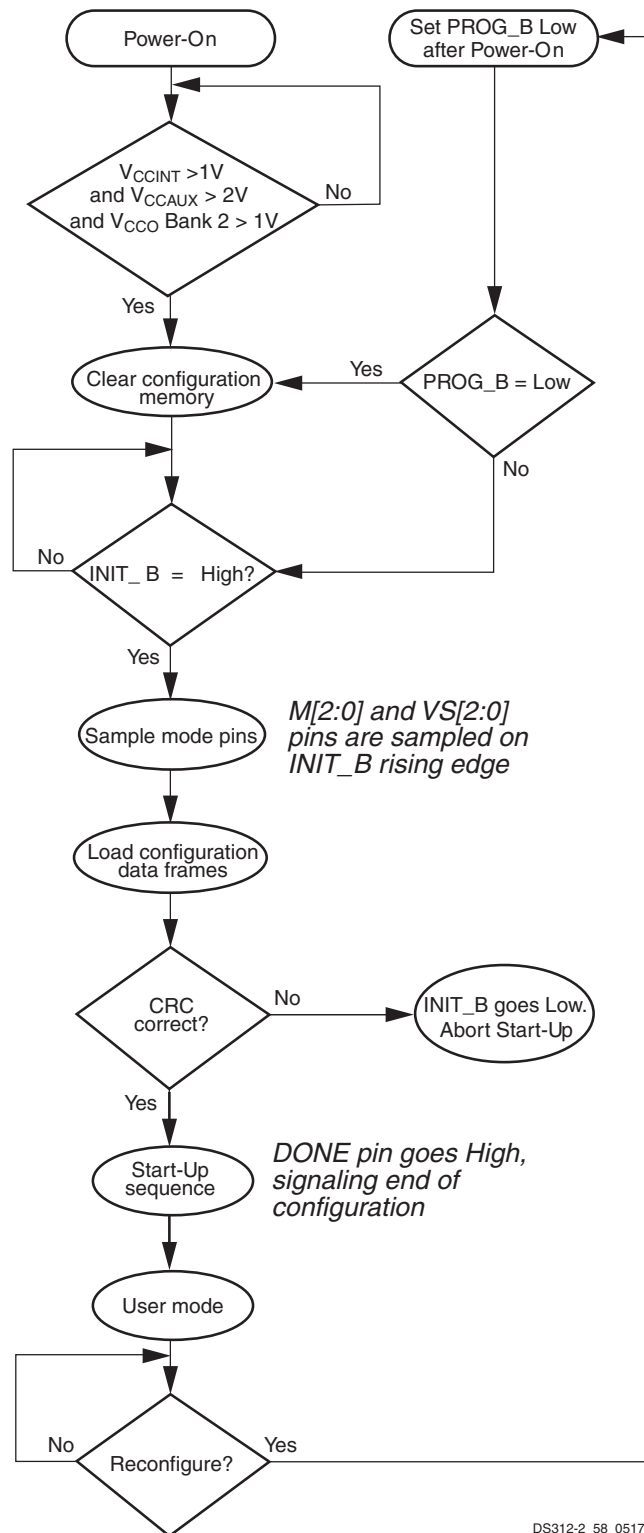 Power-On
Set PROG_B Low
after Power-On
VCCINT >1V
and VCCAUX > 2V
and VCCO Bank 2 > 1V
No
Yes
Clear configuration
memory
Yes
PROG_B = Low
No
No
INIT_ B = High?
Yes
Sample mode pins
M[2:0] and VS[2:0]
pins are sampled on
INIT_B rising edge
Load configuration
data frames
CRC
correct?
No
INIT_B goes Low.
Abort Start-Up
Yes
Start-Up
sequence
DONE pin goes High,
signaling end of
configuration
User mode
No
Reconfigure?
Yes
DS312-2_58_0517